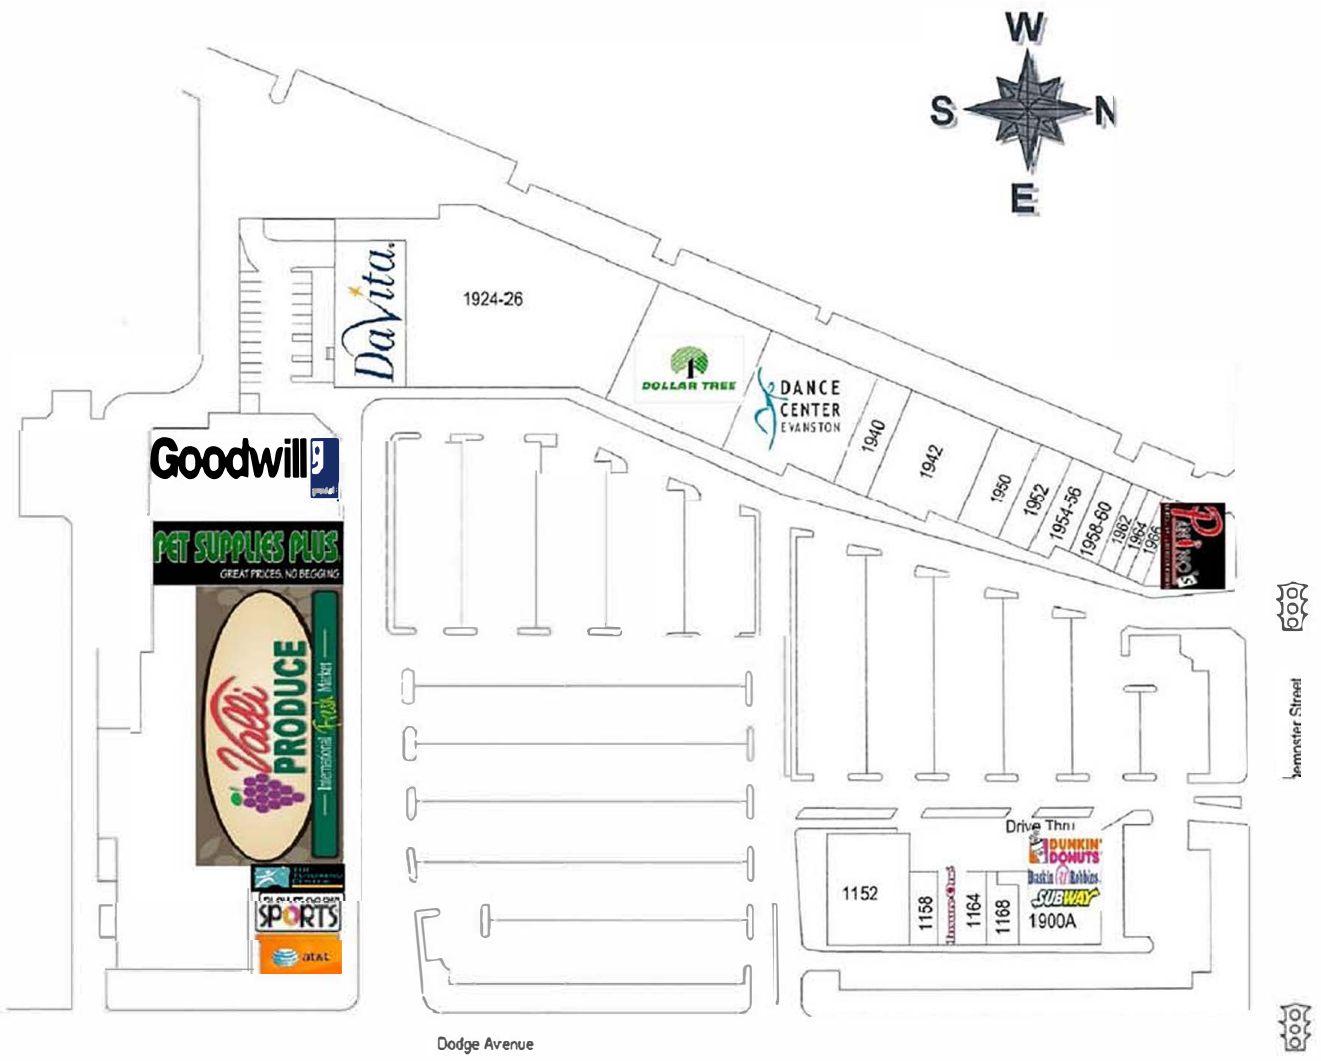 W
S N
E
DaVita.
1924-26
DOLLAR TREE
DANCE
CENTER
EVANSTON
1940
1942
1950
1952
1954-56
1958-60
1962
1964
1966
PANINO'S
Goodwill
PET SUPPLIES PLUS
GREAT PRICES. NO BEGGING
Valli
PRODUCE
International Fresh Market
SPORTS
at&t
Drive Thru
DUNKIN'
DONUTS
Baskin Robbins
SUBWAY
1900A
1152
1158
1164
1168
Dempster Street
Dodge Avenue